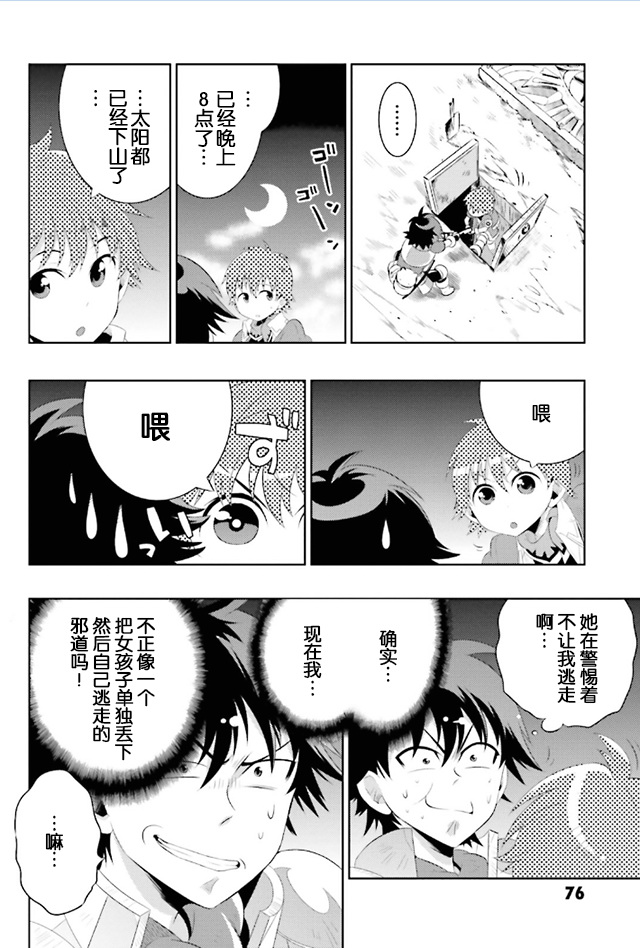 …
…
已经晚上
8点了…
ゴーン
ゴーン
…太阳都
已经下山了
…
喂
喂
ずい
っ
她在警惕着
不让我逃走
啊…
确实…
现在我…
不正像一个
把女孩子单独丢下
然后自己逃走的
邪道吗！
…嘛
76